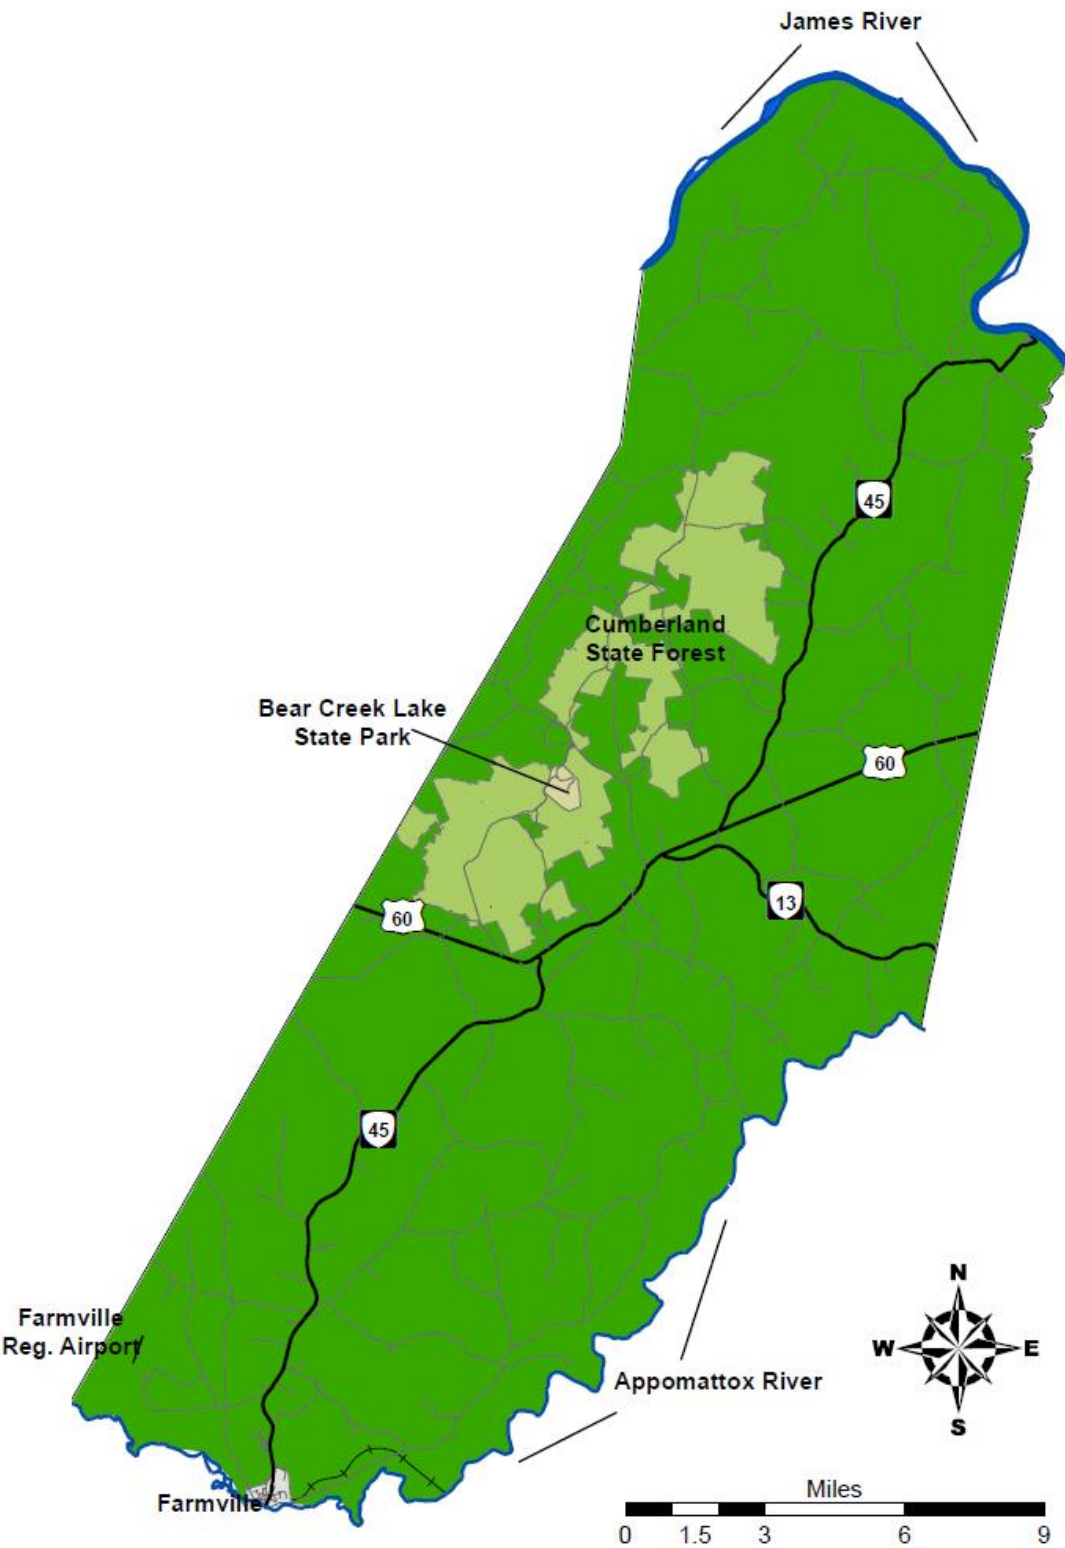 James River
45
Cumberland
State Forest
Bear Creek Lake
State Park
60
13
60
45
N
W
E
S
Farmville
Reg. Airport
Appomattox River
Farmville
Miles
0
1.5
3
6
9